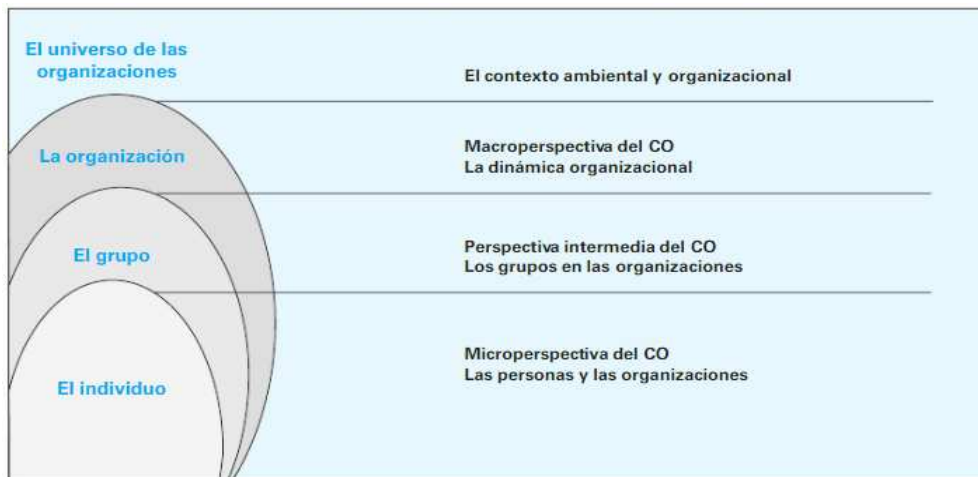 El universo de las
organizaciones
El contexto ambiental y organizacional
La organización
Macroperspectiva del CO
La dinámica organizacional
El grupo
Perspectiva intermedia del CO
Los grupos en las organizaciones
El individuo
Microperspectiva del CO
Las personas y las organizaciones